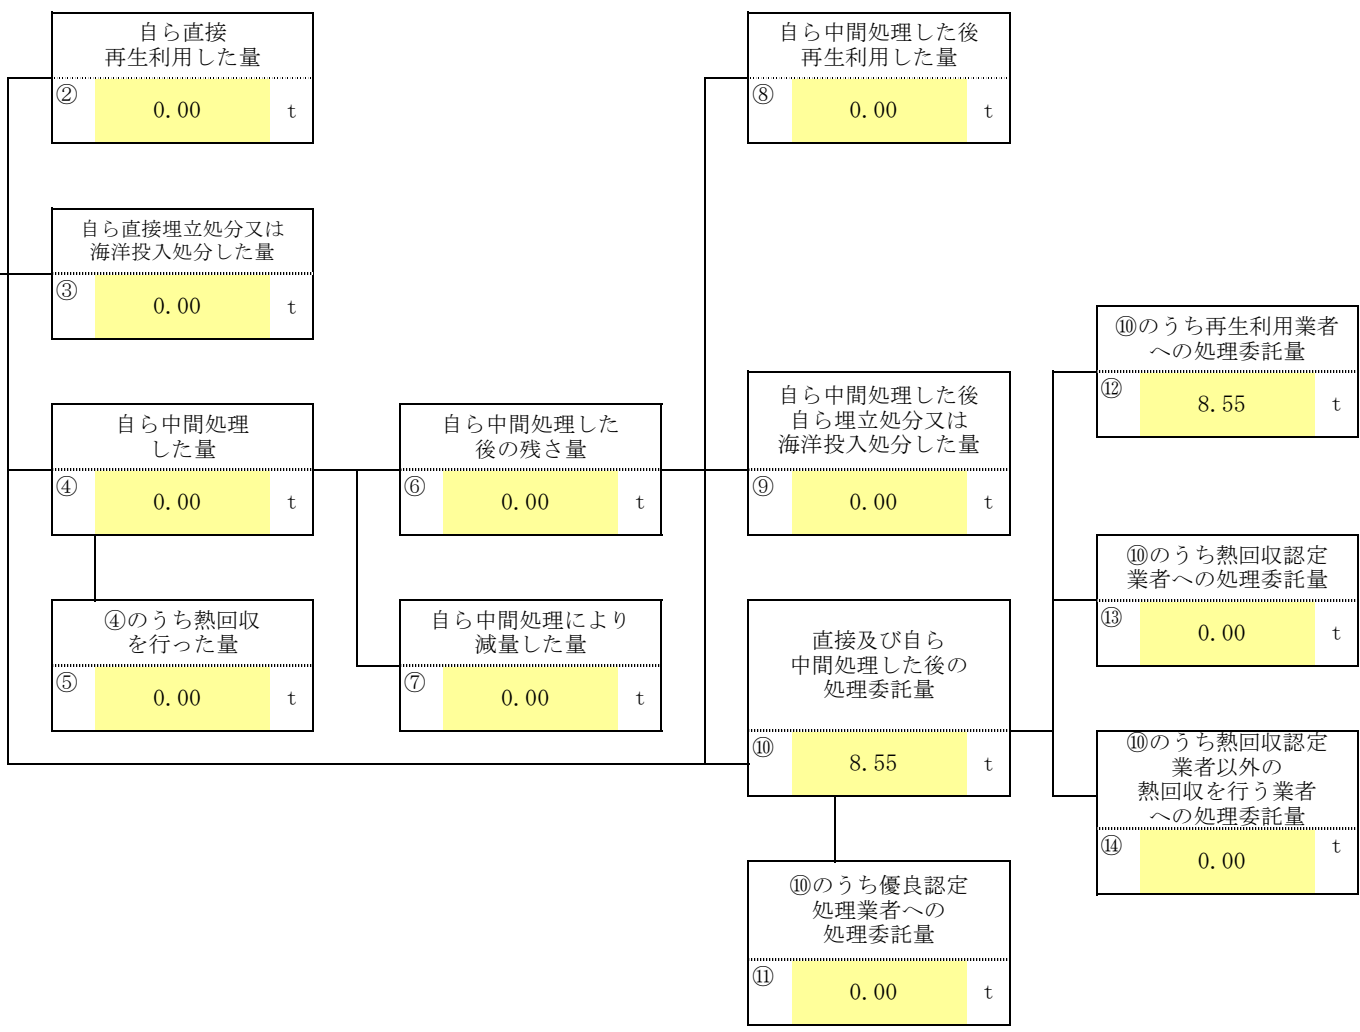 自ら直接
再生利用した量
② 0.00 t
自ら直接埋立処分又は
海洋投入処分した量
③ 0.00 t
自ら中間処理
した量
④ 0.00 t
④のうち熱回収
を行った量
⑤ 0.00 t
自ら中間処理した
後の残さ量
⑥ 0.00 t
自ら中間処理により
減量した量
⑦ 0.00 t
自ら中間処理した後
再生利用した量
⑧ 0.00 t
自ら中間処理した後
自ら埋立処分又は
海洋投入処分した量
⑨ 0.00 t
直接及び自ら
中間処理した後の
処理委託量
⑩ 8.55 t
⑩のうち優良認定
処理業者への
処理委託量
⑪ 0.00 t
⑩のうち再生利用業者
への処理委託量
⑫ 8.55 t
⑩のうち熱回収認定
業者への処理委託量
⑬ 0.00 t
⑩のうち熱回収認定
業者以外の
熱回収を行う業者
への処理委託量
⑭ 0.00 t